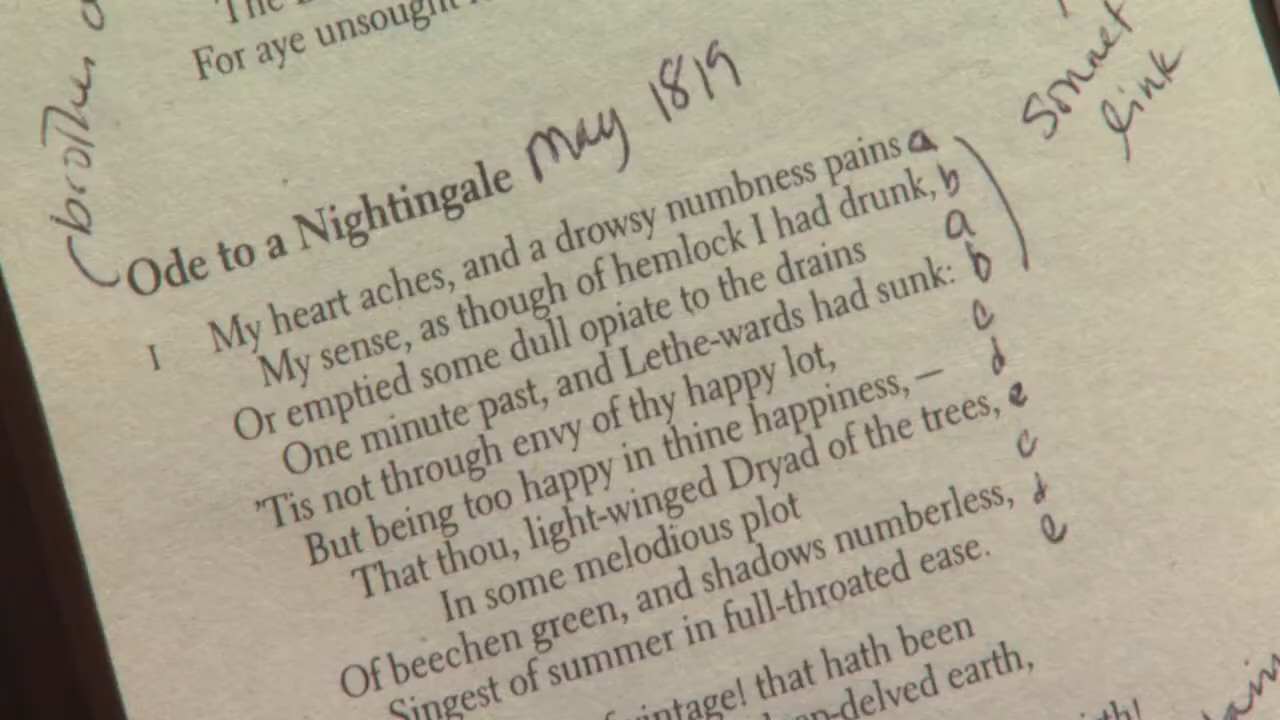 The
For aye unsought
brother
Sonnet
link
Ode to a Nightingale May 1819
I My heart aches, and a drowsy numbness pains a
My sense, as though of hemlock I had drunk, b
Or emptied some dull opiate to the drains a
One minute past, and Lethe-wards had sunk: b
'Tis not through envy of thy happy lot, c
But being too happy in thine happiness, — d
That thou, light-winged Dryad of the trees, e
In some melodious plot c
Of beechen green, and shadows numberless, d
Singest of summer in full-throated ease. e
vintage! that hath been
-delved earth,